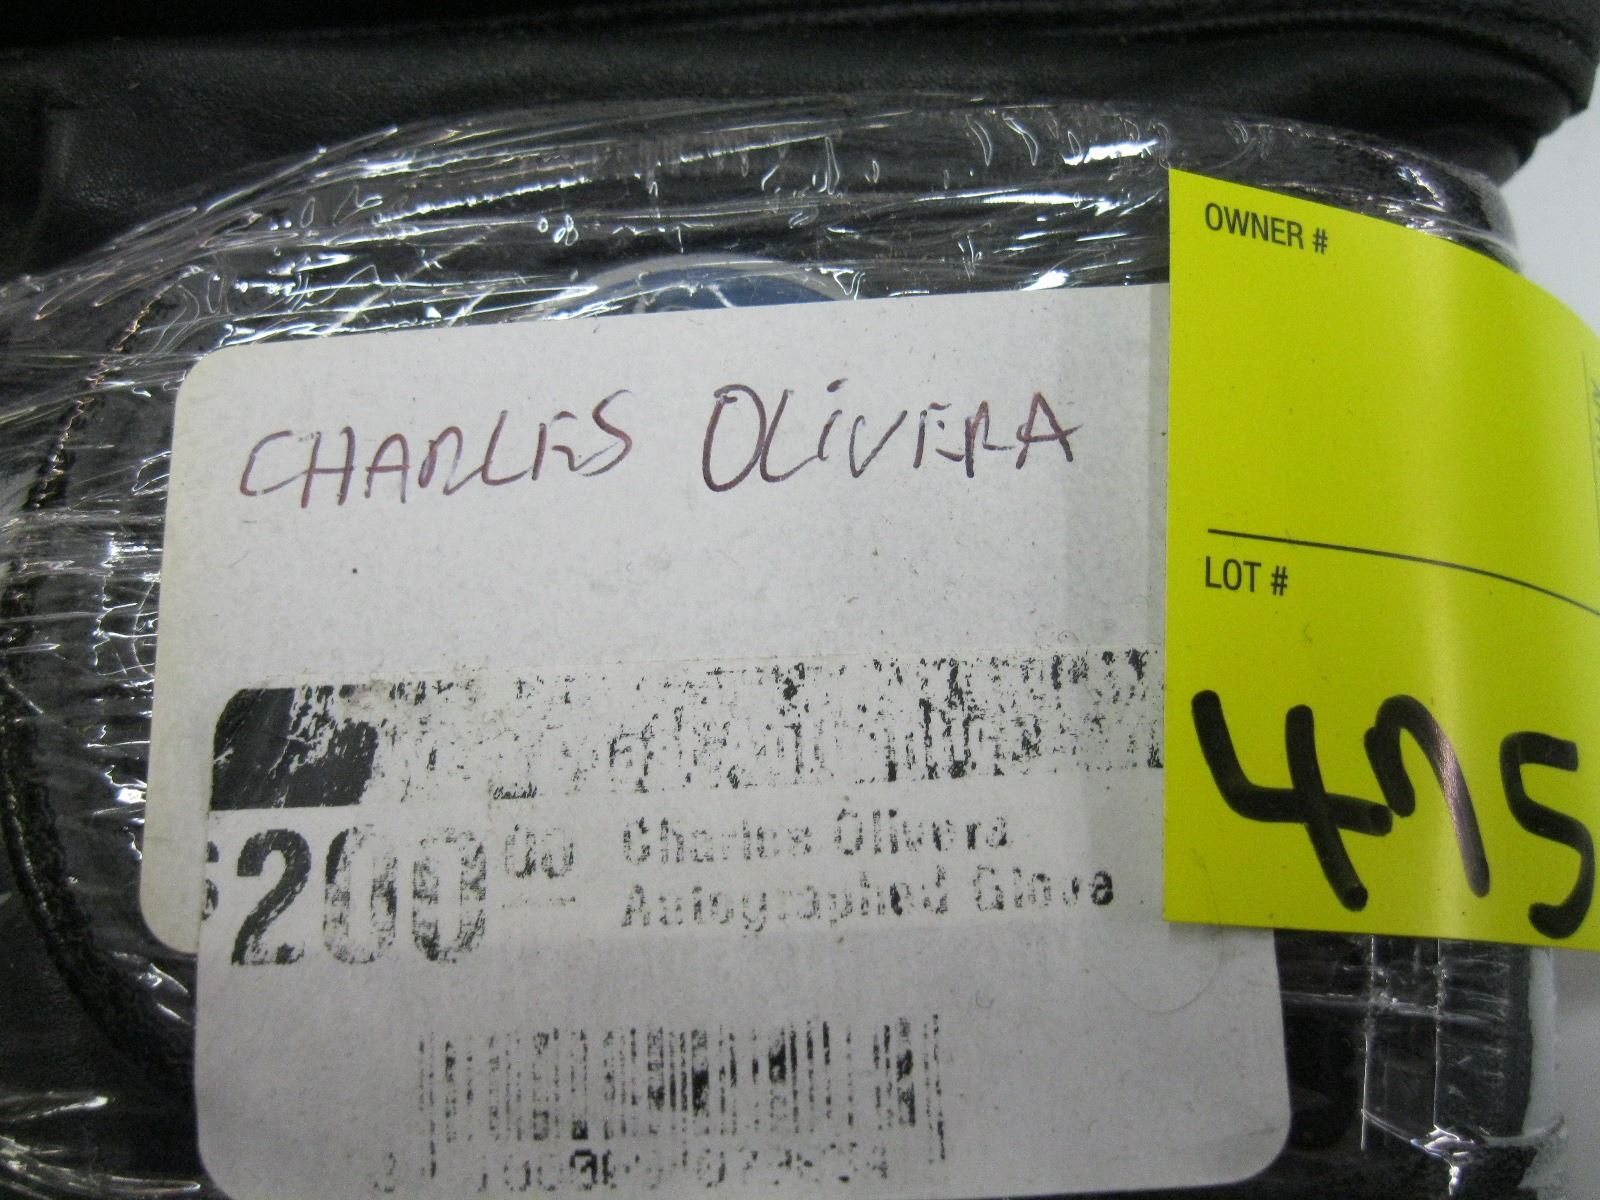 CHARLES OLIVERA
OWNER #
LOT #
475
$200.00
Charles Olivera
Autographed Glove